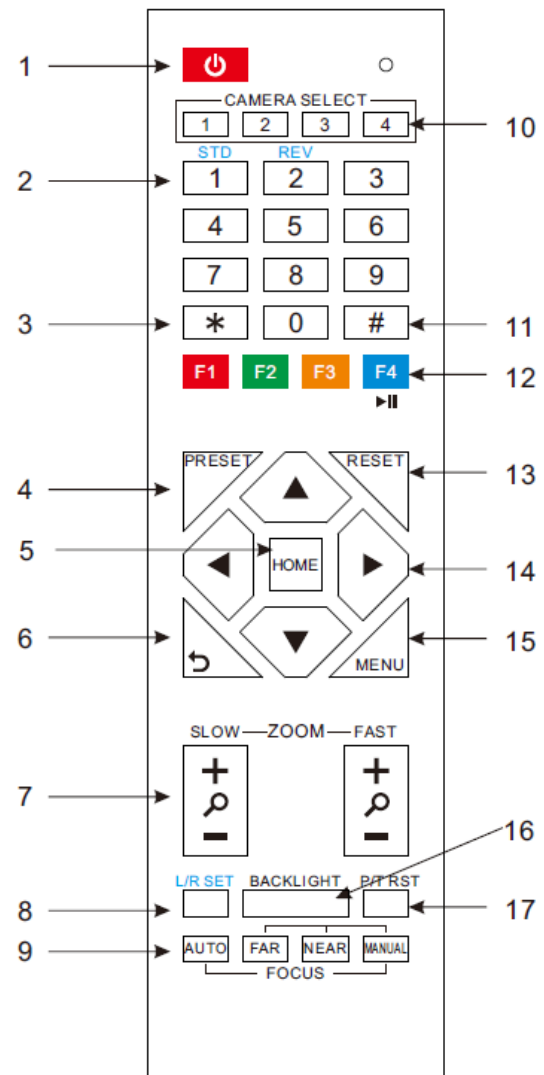 1
CAMERA SELECT
1 2 3 4
10
STD REV
2
1 2 3
4 5 6
7 8 9
3
* 0 #
11
F1 F2 F3 F4
12
PRESET RESET
4
13
5
HOME
14
6
MENU
15
SLOW ZOOM FAST
+ +
7
- -
16
L/R SET BACKLIGHT P/T RST
8
17
9
AUTO FAR NEAR MANUAL
FOCUS